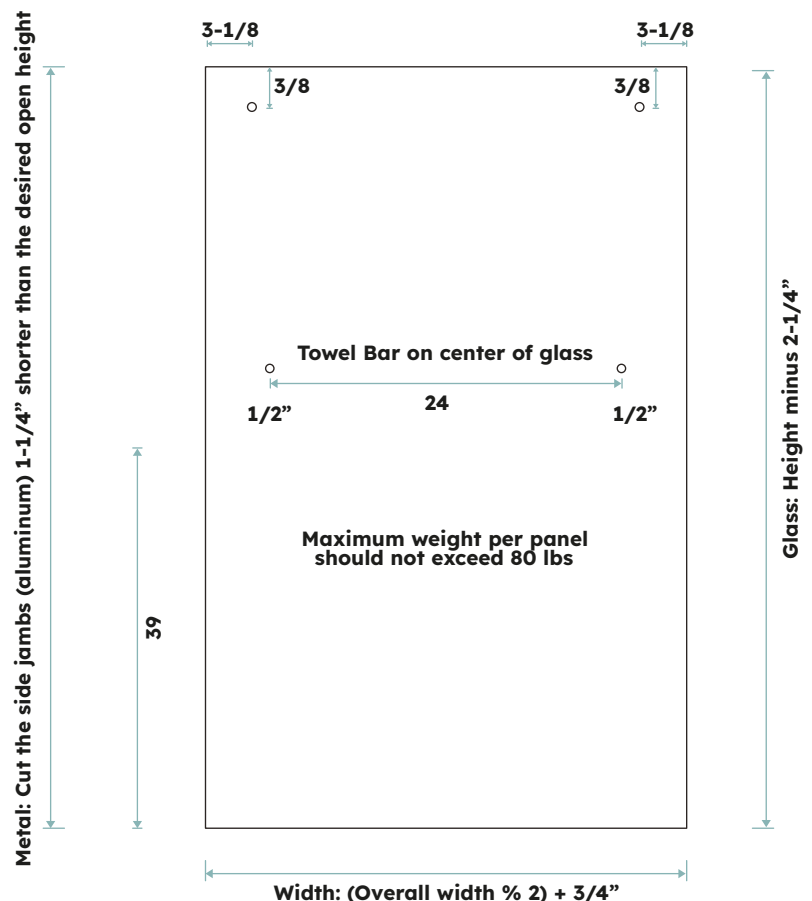 3-1/8
3-1/8
3/8
3/8
Metal: Cut the side jambs (aluminum) 1-1/4” shorter than the desired open height
Glass: Height minus 2-1/4”
Towel Bar on center of glass
24
1/2”
1/2”
Maximum weight per panel
should not exceed 80 lbs
39
Width: (Overall width % 2) + 3/4”